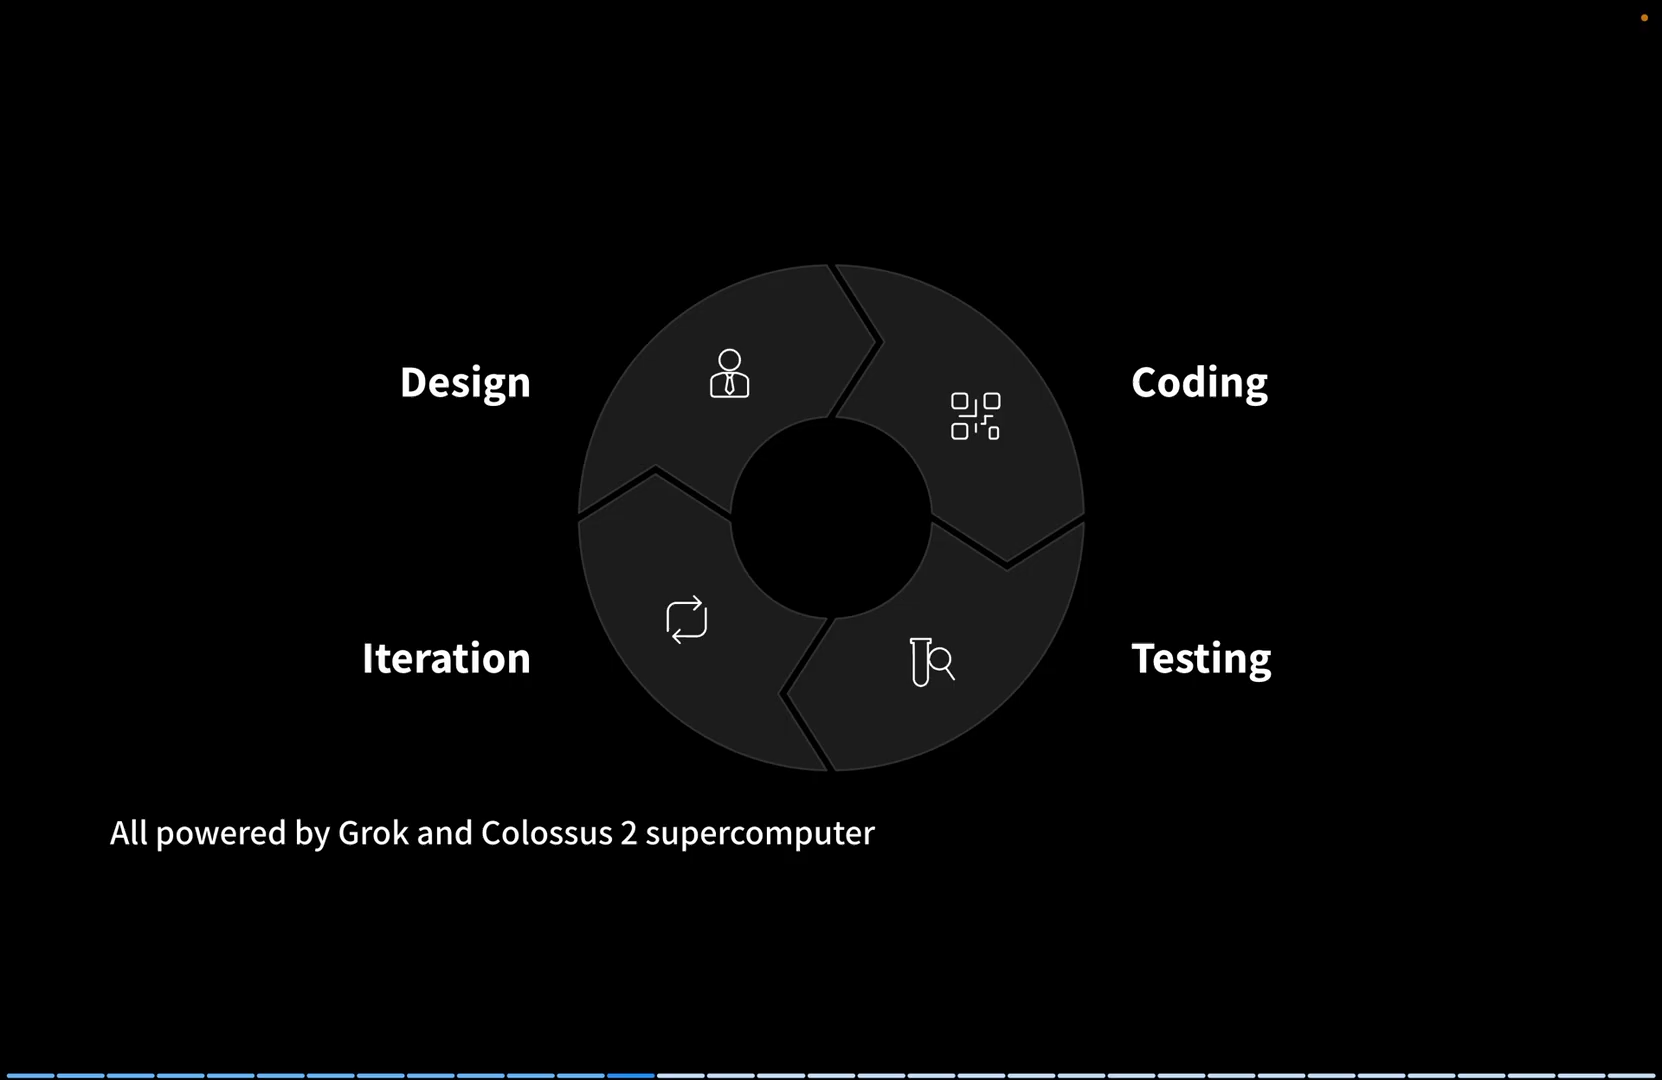 Design
Coding
Iteration
Testing
All powered by Grok and Colossus 2 supercomputer